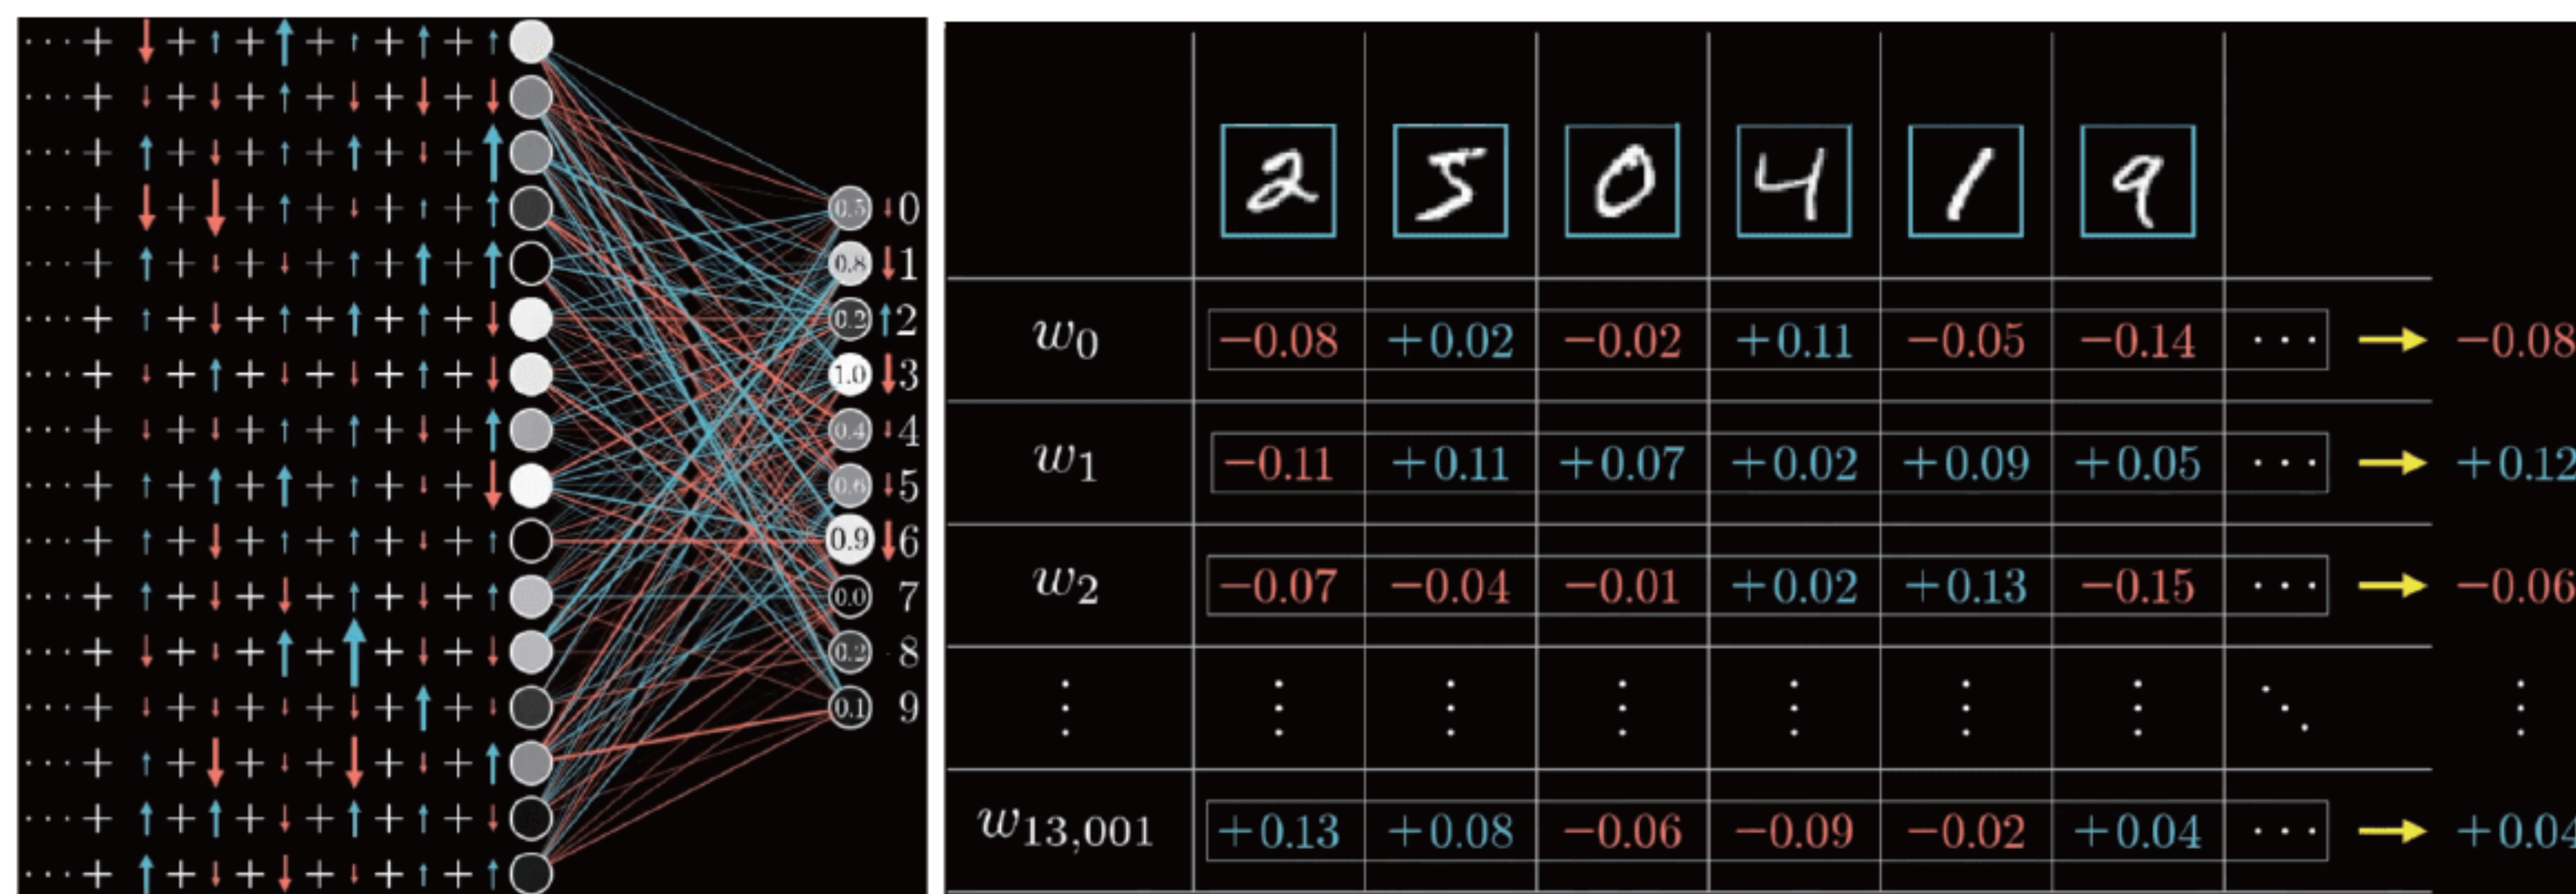 ··· + ↓ + ↑ + ↑ + ↑ + ↑ + ↑
··· + ↓ + ↓ + ↑ + ↓ + ↓ + ↓
··· + ↑ + ↓ + ↑ + ↑ + ↓ + ↑
··· + ↓ + ↓ + ↑ + ↓ + ↑ + ↑ 0.5 ↓0
··· + ↑ + ↓ + ↓ + ↑ + ↑ + ↑ 0.8 ↓1
··· + ↑ + ↓ + ↑ + ↑ + ↑ + ↓ 0.2 ↑2
··· + ↓ + ↑ + ↓ + ↓ + ↑ + ↓ 1.0 ↓3
··· + ↓ + ↓ + ↑ + ↑ + ↓ + ↑ 0.4 ↓4
··· + ↑ + ↑ + ↑ + ↑ + ↓ + ↓ 0.6 ↓5
··· + ↑ + ↓ + ↑ + ↑ + ↓ + ↑ 0.9 ↓6
··· + ↑ + ↓ + ↓ + ↑ + ↓ + ↑ 0.0 7
··· + ↓ + ↓ + ↑ + ↑ + ↓ + ↓ 0.2 8
··· + ↓ + ↓ + ↓ + ↓ + ↑ + ↓ 0.1 9
··· + ↑ + ↓ + ↓ + ↓ + ↓ + ↑
··· + ↑ + ↑ + ↓ + ↑ + ↑ + ↓
··· + ↑ + ↓ + ↓ + ↓ + ↑ + ↑
2 5 0 4 1 9
w₀ −0.08 +0.02 −0.02 +0.11 −0.05 −0.14 ··· → −0.08
w₁ −0.11 +0.11 +0.07 +0.02 +0.09 +0.05 ··· → +0.12
w₂ −0.07 −0.04 −0.01 +0.02 +0.13 −0.15 ··· → −0.06
⋮ ⋮ ⋮ ⋮ ⋮ ⋮ ⋮ ⋱ ⋮
w₁₃,₀₀₁ +0.13 +0.08 −0.06 −0.09 −0.02 +0.04 ··· → +0.04